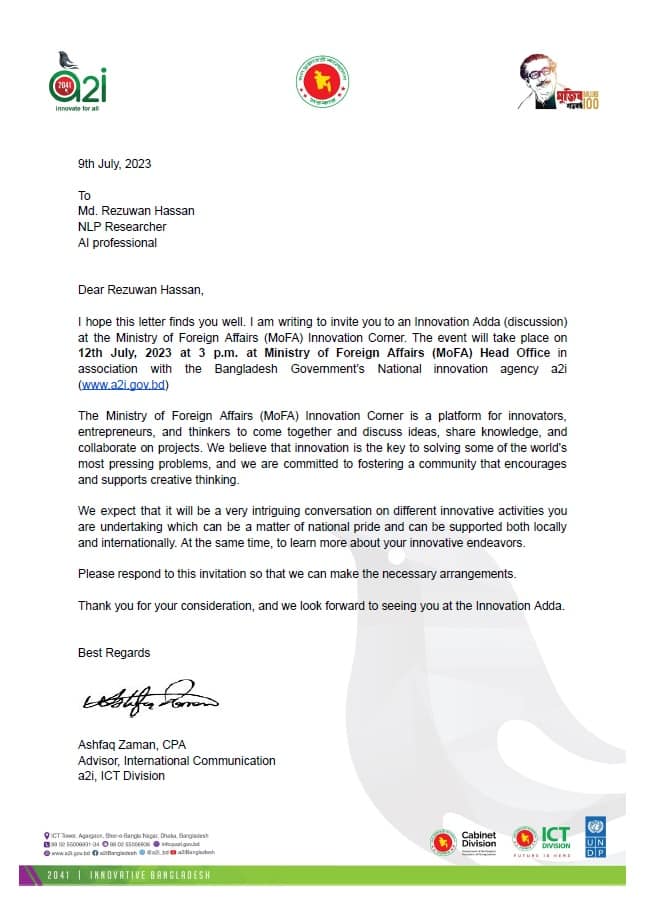 2041
a2i
innovate for all
মুজিব
শতবর্ষ
100
9th July, 2023
To
Md. Rezuwan Hassan
NLP Researcher
AI professional
Dear Rezuwan Hassan,
I hope this letter finds you well. I am writing to invite you to an Innovation Adda (discussion)
at the Ministry of Foreign Affairs (MoFA) Innovation Corner. The event will take place on
12th July, 2023 at 3 p.m. at Ministry of Foreign Affairs (MoFA) Head Office in
association with the Bangladesh Government's National innovation agency a2i
(www.a2i.gov.bd)
The Ministry of Foreign Affairs (MoFA) Innovation Corner is a platform for innovators,
entrepreneurs, and thinkers to come together and discuss ideas, share knowledge, and
collaborate on projects. We believe that innovation is the key to solving some of the world's
most pressing problems, and we are committed to fostering a community that encourages
and supports creative thinking.
We expect that it will be a very intriguing conversation on different innovative activities you
are undertaking which can be a matter of national pride and can be supported both locally
and internationally. At the same time, to learn more about your innovative endeavors.
Please respond to this invitation so that we can make the necessary arrangements.
Thank you for your consideration, and we look forward to seeing you at the Innovation Adda.
Best Regards
Ashfaq Zaman, CPA
Advisor, International Communication
a2i, ICT Division
ICT Tower, Agargaon, Sher-e-Bangla Nagar, Dhaka, Bangladesh
www.a2i.gov.bd a2iBangladesh @a2i_bd a2iBangladesh
Cabinet
Division
ICT
DIVISION
FUTURE IS HERE
UN
DP
2041 | INNOVATIVE BANGLADESH